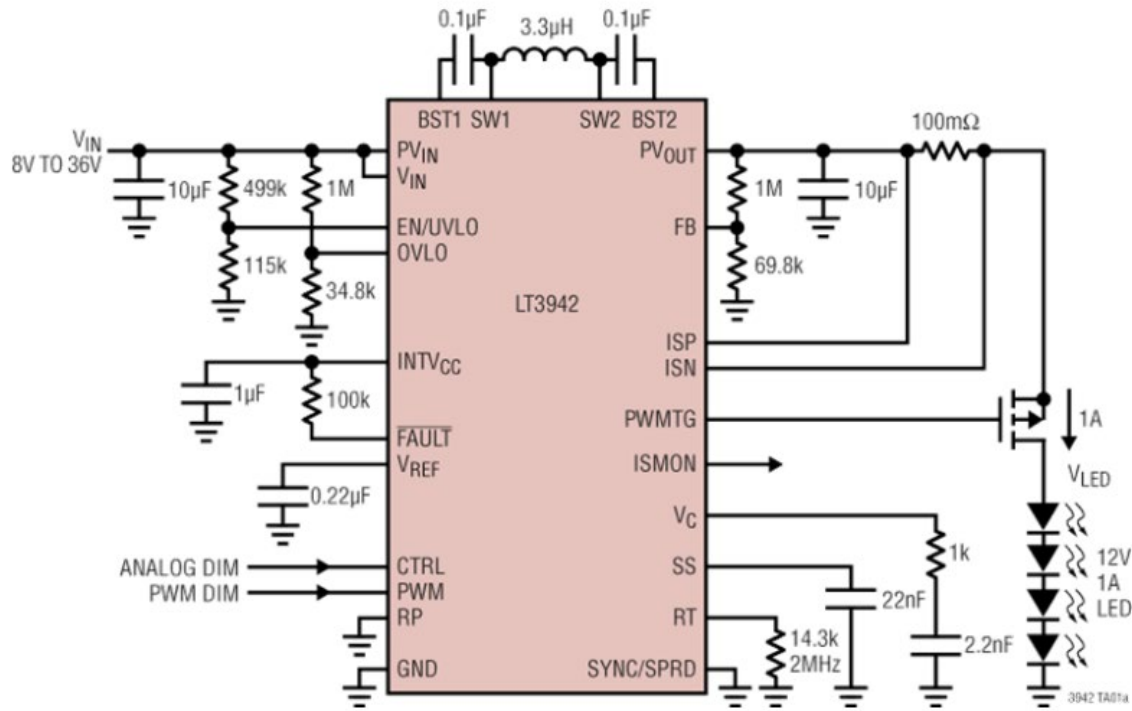 0.1µF
3.3µH
0.1µF
BST1 SW1
SW2 BST2
100mΩ
VIN
8V TO 36V
PVIN
VIN
PVOUT
10µF
499k
1M
1M
10µF
EN/UVLO
FB
OVLO
115k
34.8k
69.8k
LT3942
ISP
ISN
INTVCC
1µF
100k
PWMTG
1A
FAULT
VREF
ISMON
VLED
0.22µF
VC
1k
12V
1A
LED
ANALOG DIM
CTRL
SS
PWM DIM
PWM
22nF
RP
RT
14.3k
2MHz
2.2nF
GND
SYNC/SPRD
3942 TA01a